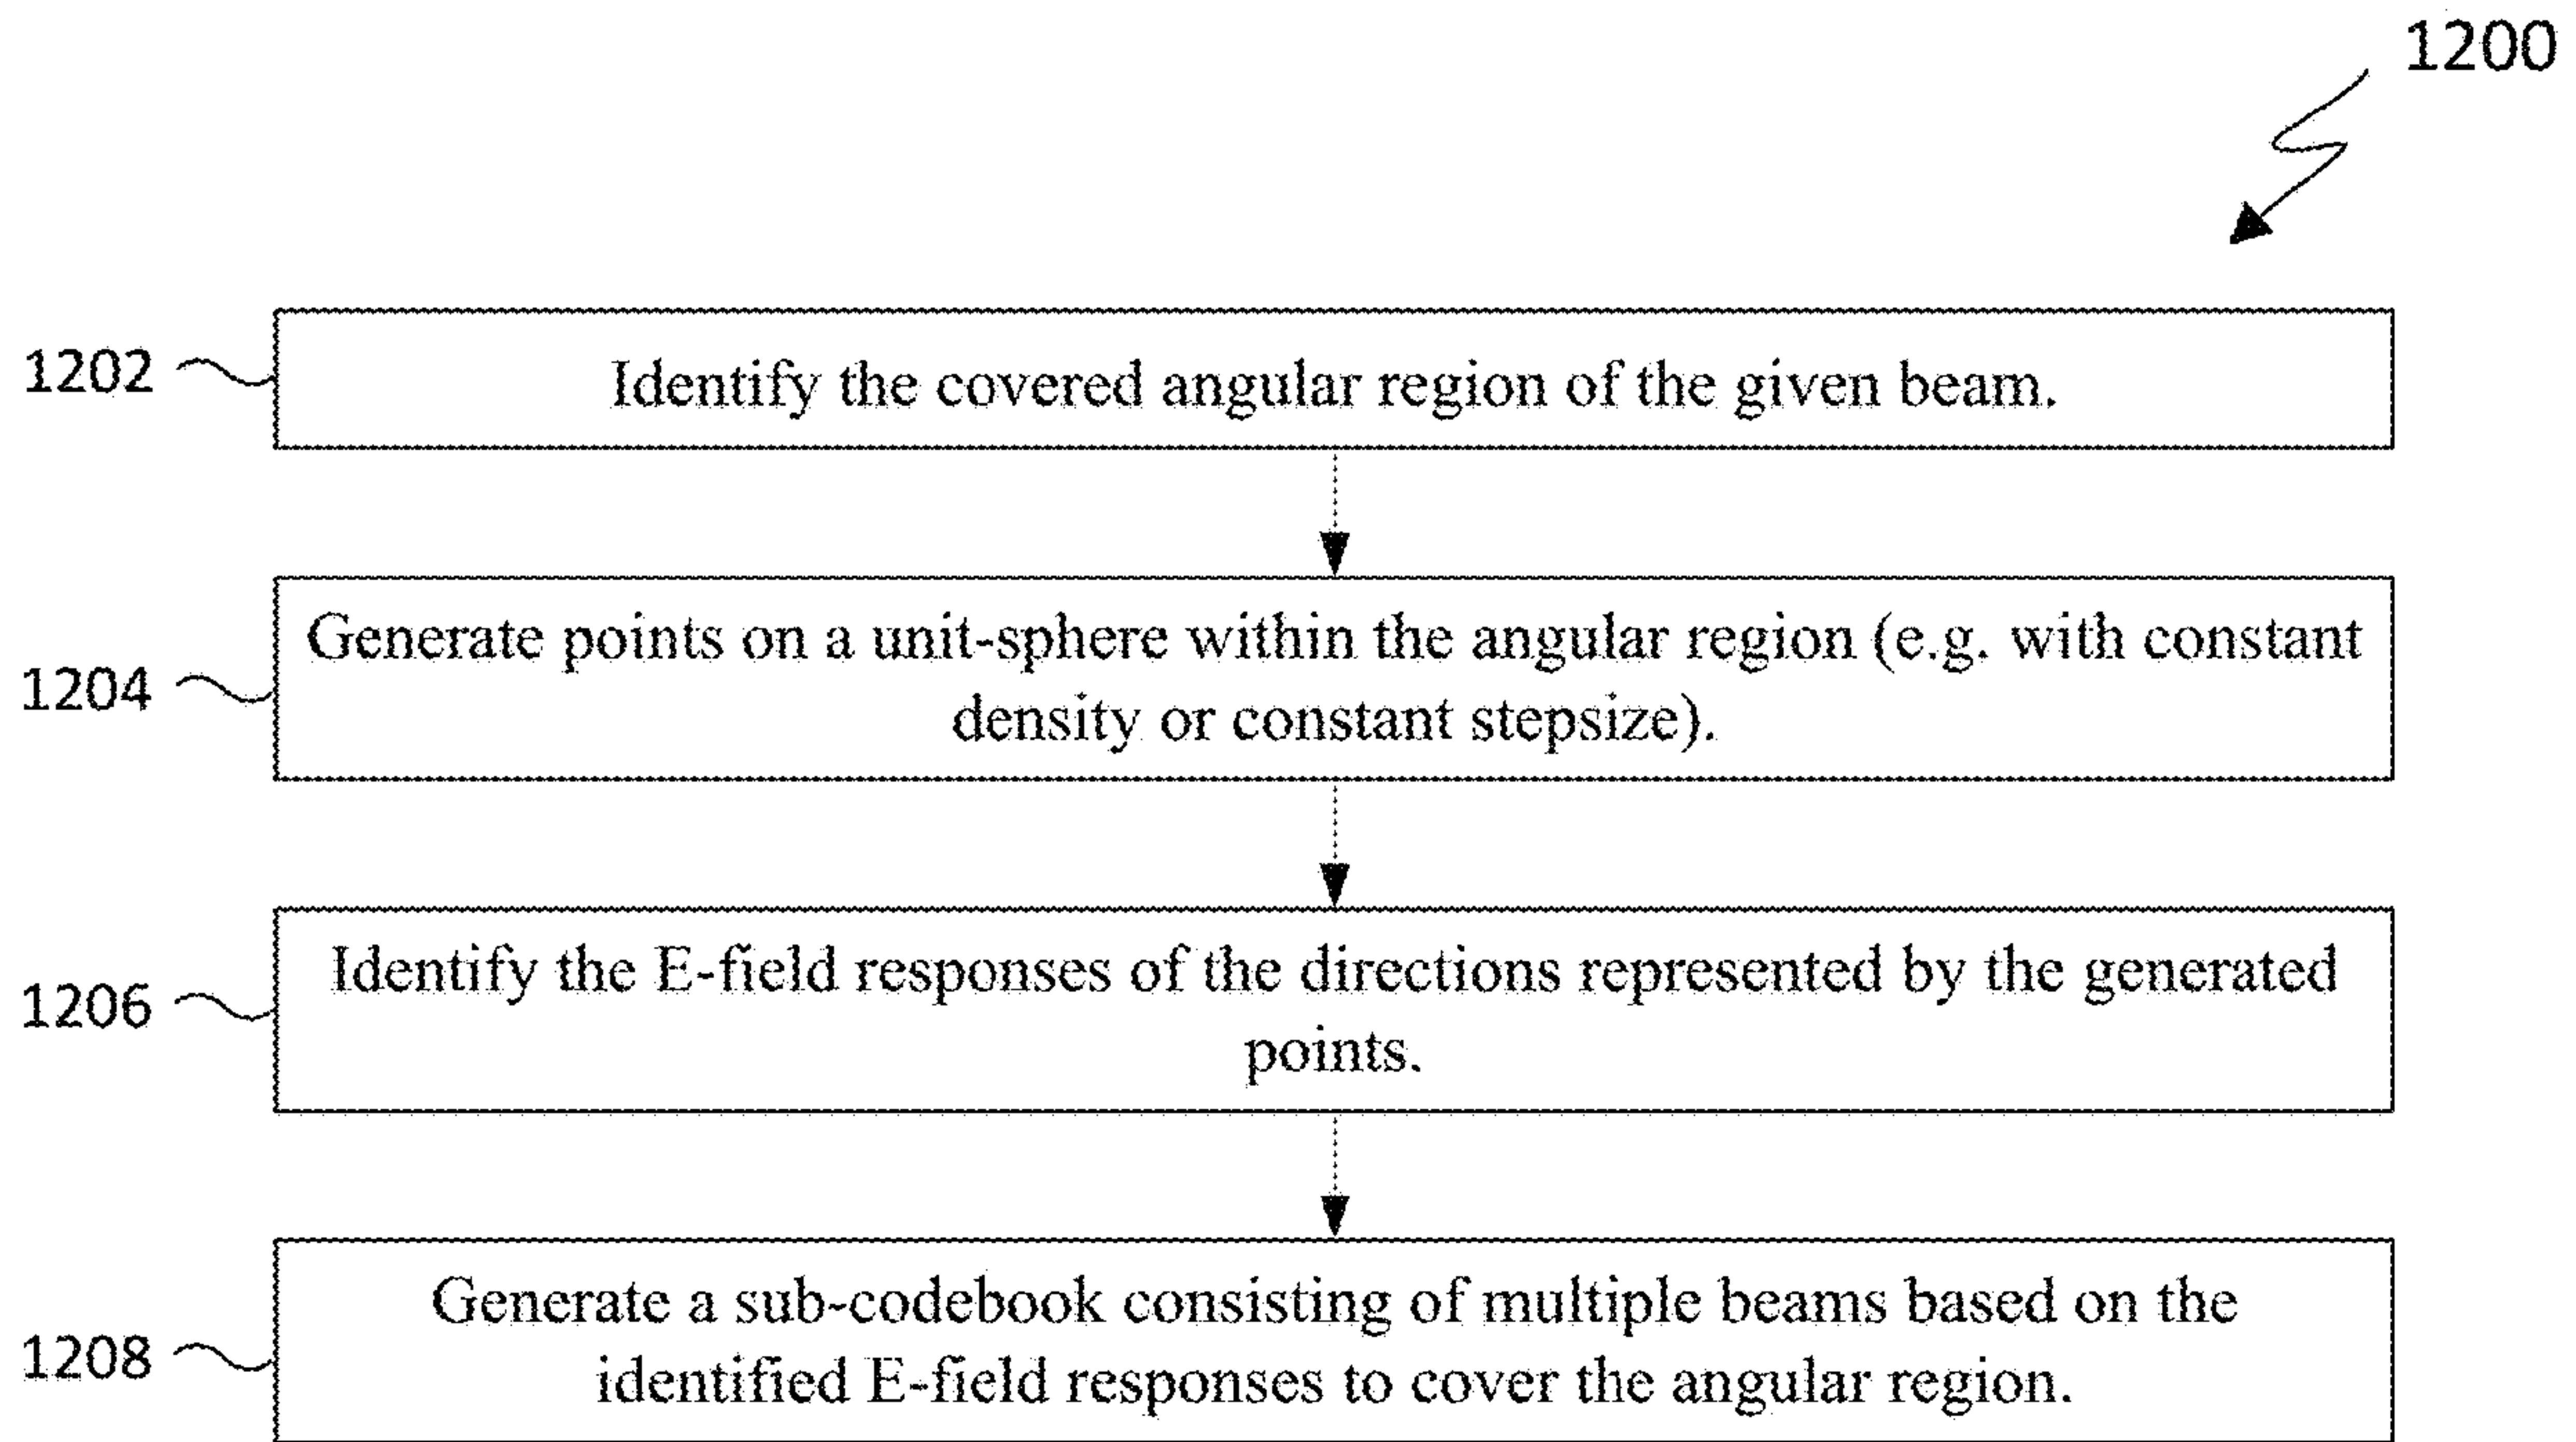 1200
1202
Identify the covered angular region of the given beam.
1204
Generate points on a unit-sphere within the angular region (e.g. with constant
density or constant stepsize).
1206
Identify the E-field responses of the directions represented by the generated
points.
1208
Generate a sub-codebook consisting of multiple beams based on the
identified E-field responses to cover the angular region.